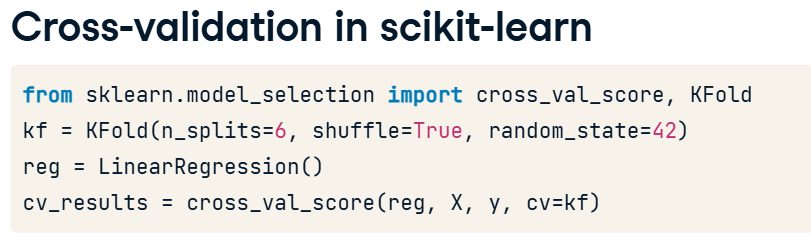 Cross-validation in scikit-learn
from sklearn.model_selection import cross_val_score, KFold
kf = KFold(n_splits=6, shuffle=True, random_state=42)
reg = LinearRegression()
cv_results = cross_val_score(reg, X, y, cv=kf)